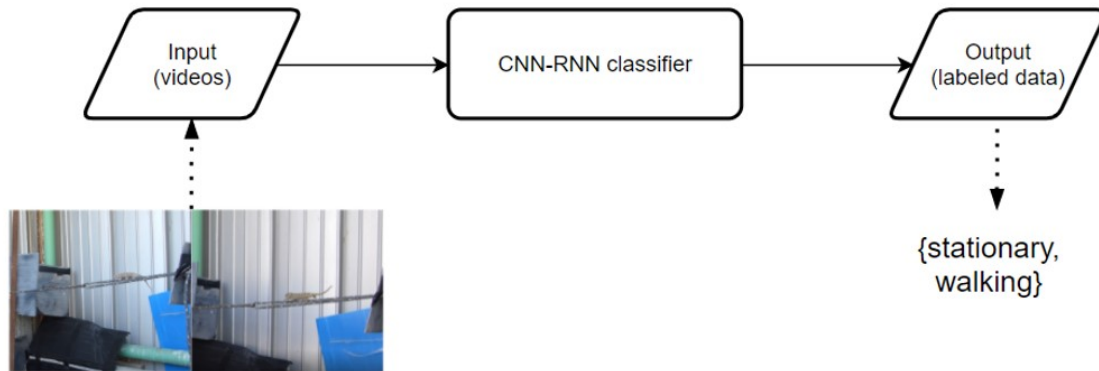 Input
(videos)
CNN-RNN classifier
Output
(labeled data)
{stationary,
walking}